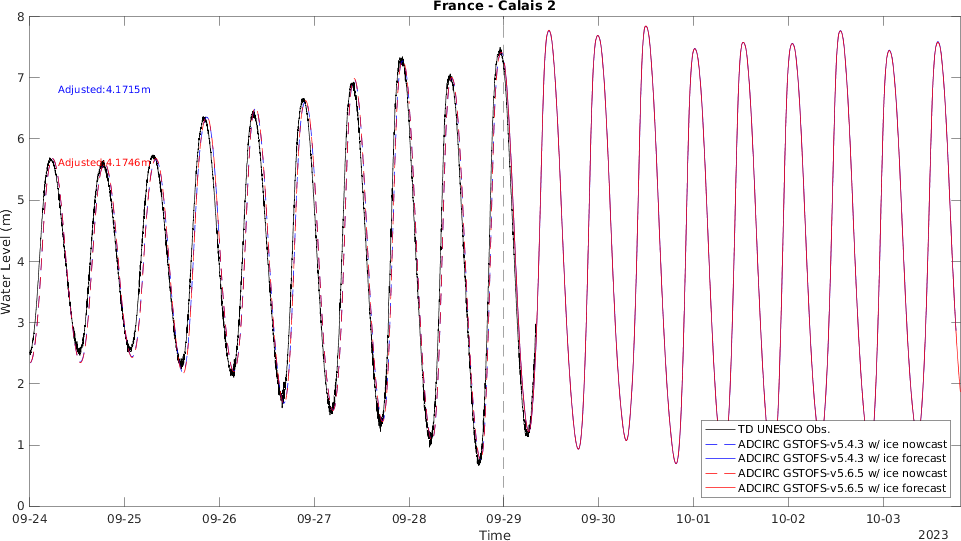 France - Calais 2
8
7
6
5
4
3
2
1
0
Water Level (m)
Adjusted:4.1715m
Adjusted:4.1746m
TD UNESCO Obs.
ADCIRC GSTOFS-v5.4.3 w/ ice nowcast
ADCIRC GSTOFS-v5.4.3 w/ ice forecast
ADCIRC GSTOFS-v5.6.5 w/ ice nowcast
ADCIRC GSTOFS-v5.6.5 w/ ice forecast
09-24 09-25 09-26 09-27 09-28 09-29 09-30 10-01 10-02 10-03
Time
2023